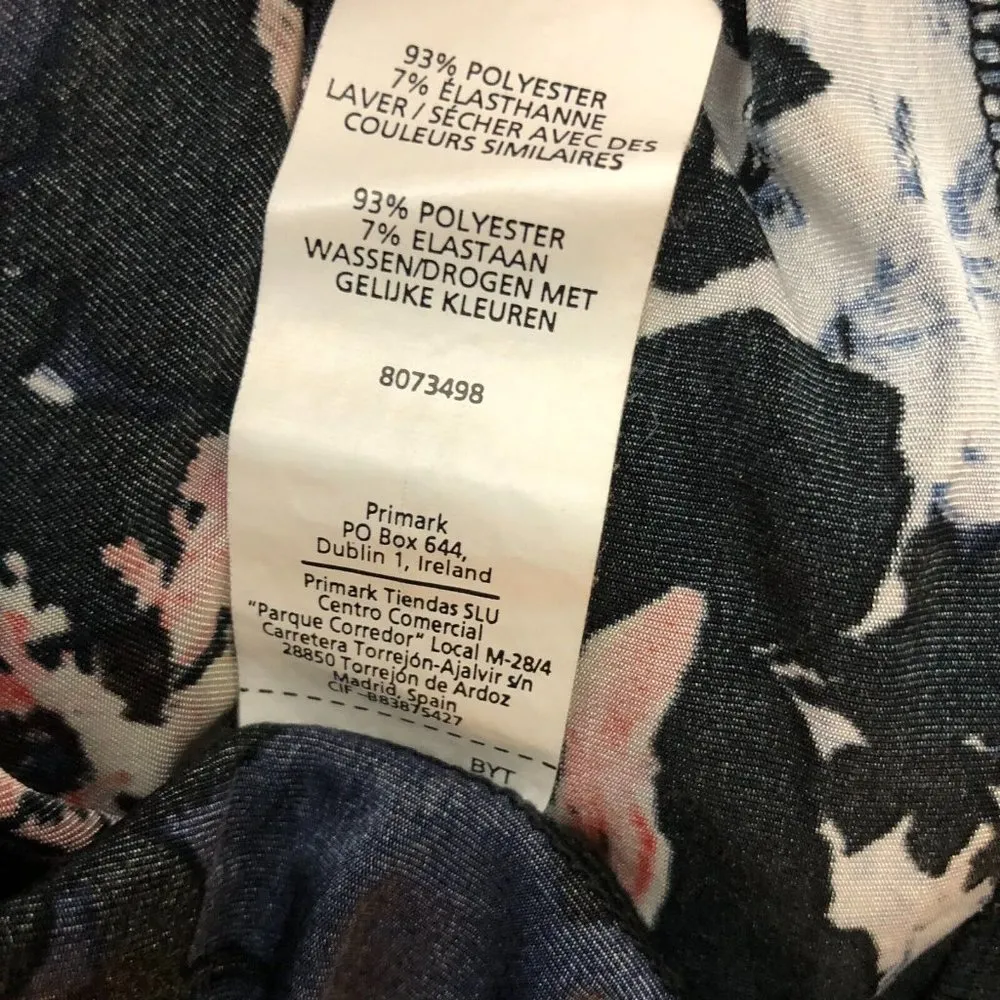 93% POLYESTER
7% ÉLASTHANNE
LAVER / SÉCHER AVEC DES
COULEURS SIMILAIRES
93% POLYESTER
7% ELASTAAN
WASSEN/DROGEN MET
GELIJKE KLEUREN
8073498
Primark
PO Box 644,
Dublin 1, Ireland
Primark Tiendas SLU
Centro Comercial
"Parque Corredor" Local M-28/4
Carretera Torrejón-Ajalvir s/n
28850 Torrejón de Ardoz
Madrid, Spain
CIF -B83875427
BYT